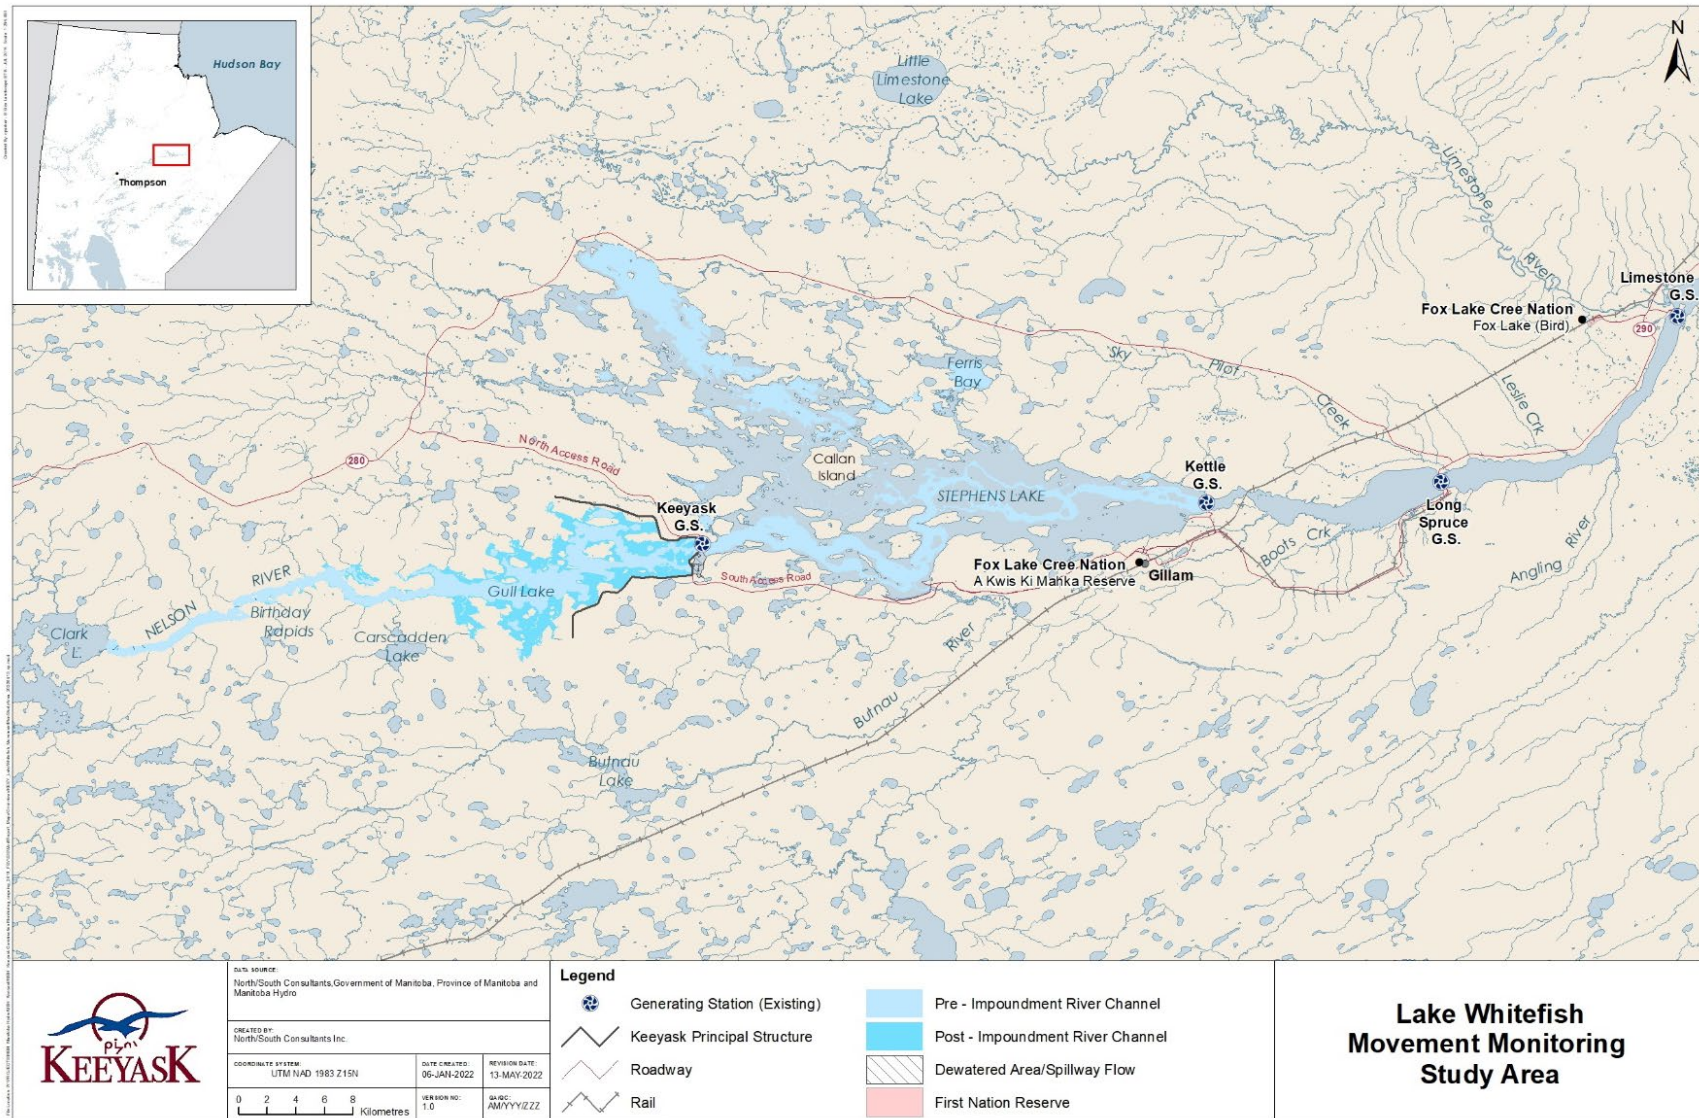 Hudson Bay
Thompson
N
Little
Limestone
Lake
Limestone
River
Limestone
G.S.
Fox Lake Cree Nation
Fox Lake (Bird)
290
Ferris
Bay
Sky Pilot Creek
Leslie Crk
North Access Road
280
Callan
Island
Kettle
G.S.
STEPHENS LAKE
Keeyask
G.S.
Long
Spruce
G.S.
Boots Crk
Angling River
Fox Lake Cree Nation
A Kwis Ki Mahka Reserve
Gillam
South Access Road
Gull Lake
NELSON RIVER
Birthday
Rapids
Clark
L.
Carscadden
Lake
Butnau River
Butnau
Lake
KEEYASK
DATA SOURCE:
North/South Consultants,Government of Manitoba, Province of Manitoba and
Manitoba Hydro
CREATED BY:
North/South Consultants Inc.
COORDINATE SYSTEM:
UTM NAD 1983 Z15N
DATE CREATED:
06-JAN-2022
REVISION DATE:
13-MAY-2022
0 2 4 6 8 Kilometres
VERSION NO:
1.0
QA/QC:
AM/YYY/ZZZ
Legend
Generating Station (Existing)
Keeyask Principal Structure
Roadway
Rail
Pre - Impoundment River Channel
Post - Impoundment River Channel
Dewatered Area/Spillway Flow
First Nation Reserve
Lake Whitefish
Movement Monitoring
Study Area